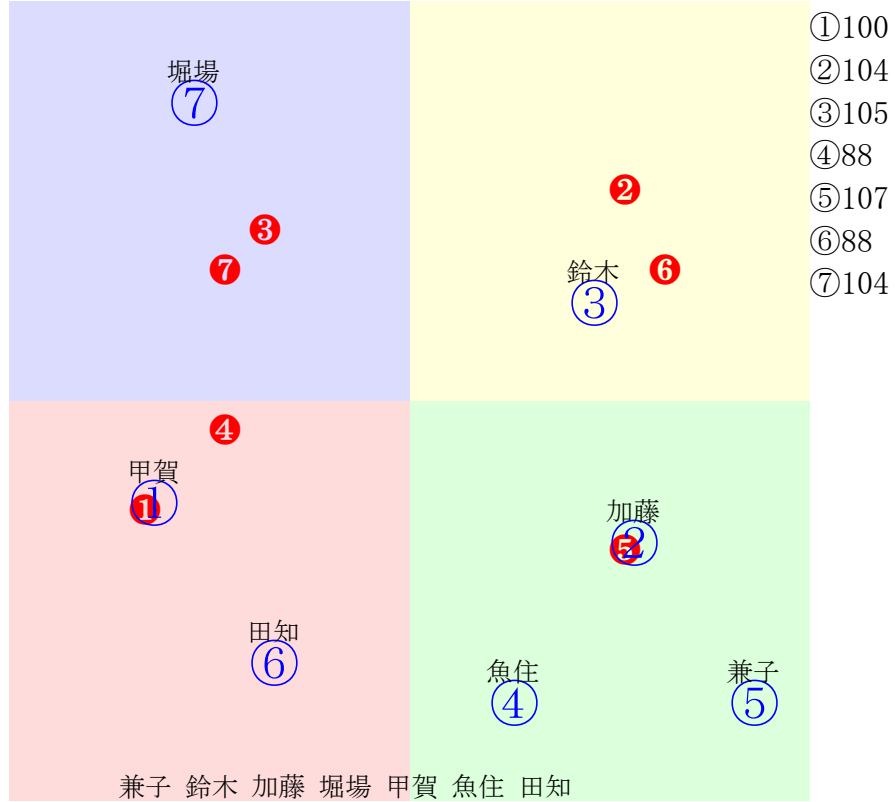 ①100
②104
③105
④88
⑤107
⑥88
⑦104
堀場
⑦
❷
❸
❼
❻
鈴木
③
❹
甲賀
❶
①
加藤
❺
②
田知
⑥
魚住
④
兼子
⑤
兼子 鈴木 加藤 堀場 甲賀 魚住 田知